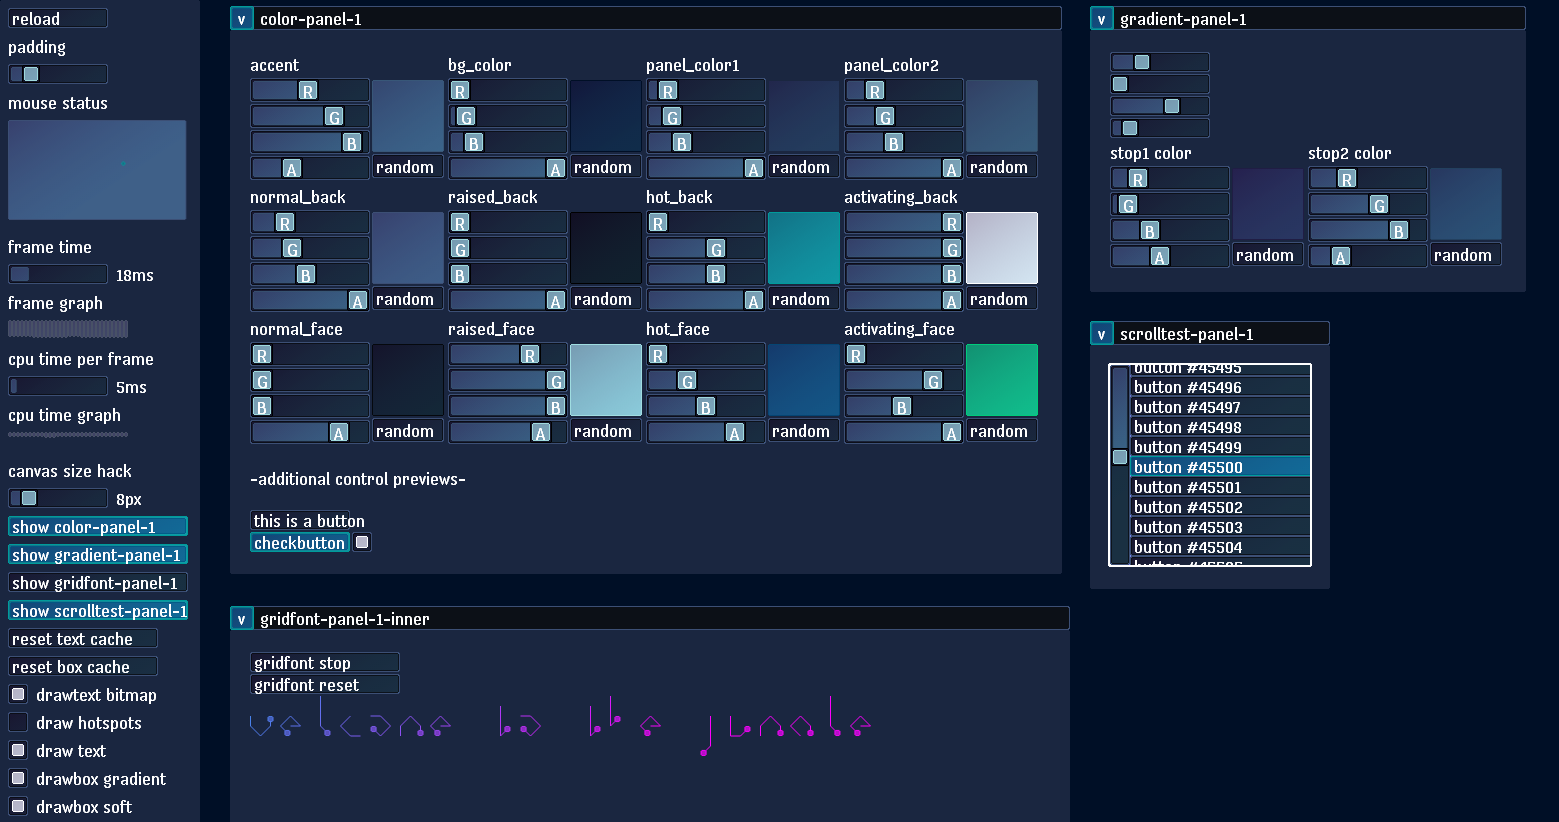 reload
padding
mouse status
frame time
18ms
frame graph
cpu time per frame
5ms
cpu time graph
canvas size hack
8px
show color-panel-1
show gradient-panel-1
show gridfont-panel-1
show scrolltest-panel-1
reset text cache
reset box cache
drawtext bitmap
draw hotspots
draw text
drawbox gradient
drawbox soft
v color-panel-1
accent bg_color panel_color1 panel_color2
R R R R
G G G G
B B B B
A random A random A random A random
normal_back raised_back hot_back activating_back
R R R R
G G G G
B B B B
A random A random A random A random
normal_face raised_face hot_face activating_face
R R R R
G G G G
B B B B
A random A random A random A random
-additional control previews-
this is a button
checkbutton
v gridfont-panel-1-inner
gridfont stop
gridfont reset
v gradient-panel-1
stop1 color stop2 color
R R
G G
B B
A random A random
v scrolltest-panel-1
button #45495
button #45496
button #45497
button #45498
button #45499
button #45500
button #45501
button #45502
button #45503
button #45504